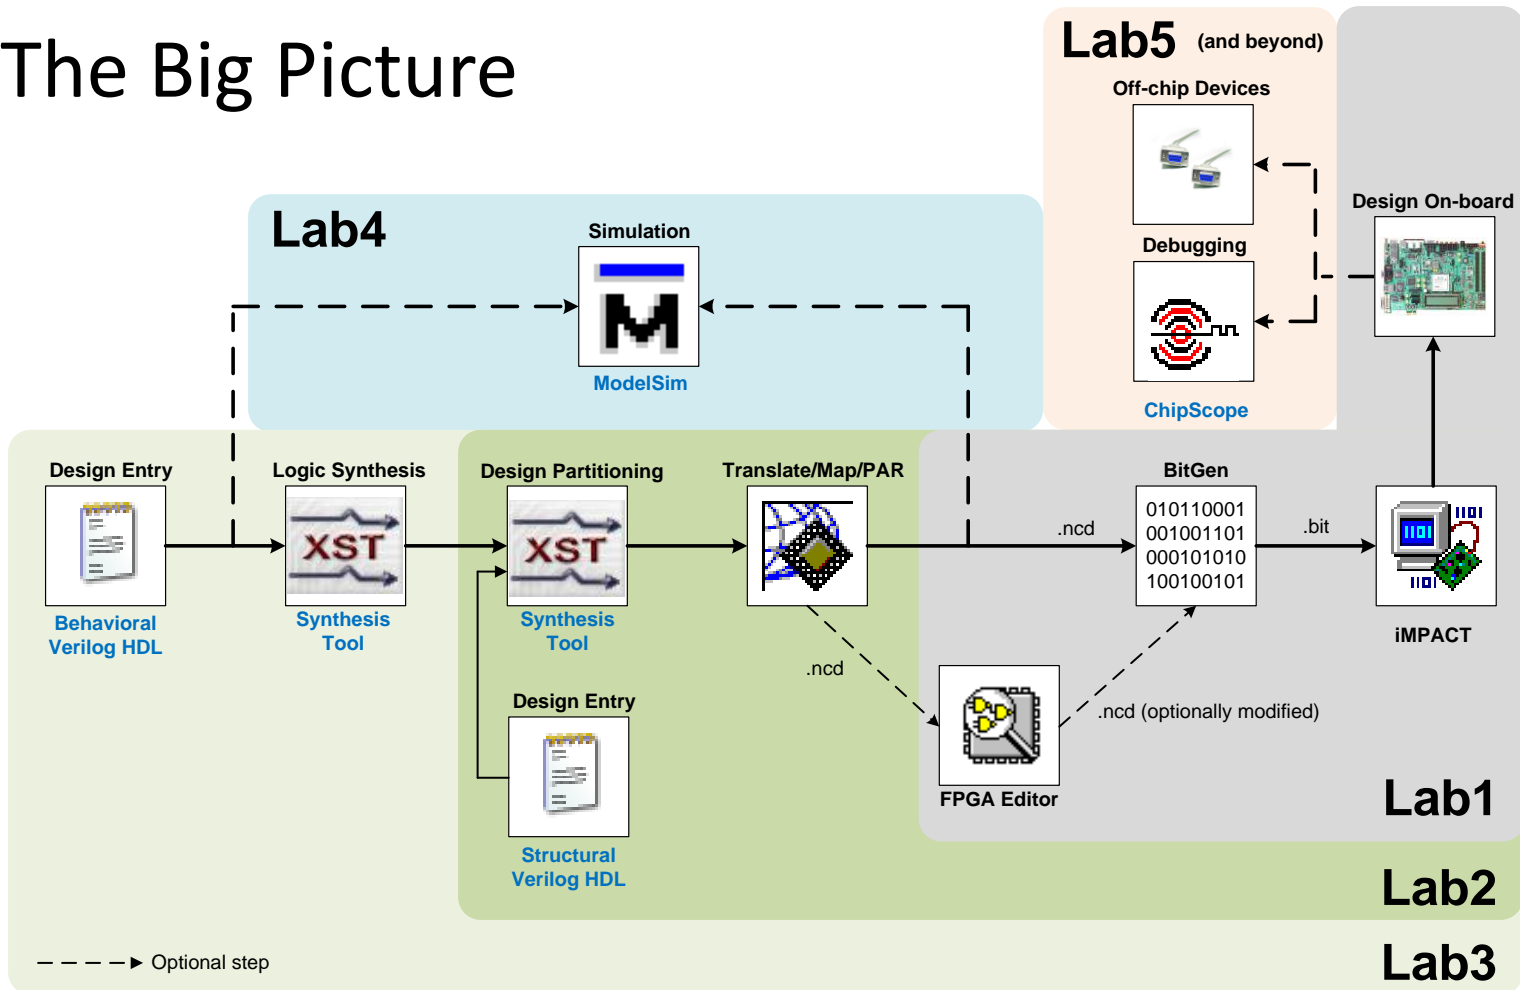 The Big Picture
Lab5 (and beyond)
Off-chip Devices
Design On-board
Lab4
Simulation
Debugging
M
ModelSim
ChipScope
Design Entry
Logic Synthesis
Design Partitioning
Translate/Map/PAR
BitGen
XST
XST
.ncd
010110001
001001101
000101010
100100101
.bit
1101
1101
1101
Behavioral
Verilog HDL
Synthesis
Tool
Synthesis
Tool
iMPACT
.ncd
Design Entry
.ncd (optionally modified)
FPGA Editor
Lab1
Structural
Verilog HDL
Lab2
Optional step
Lab3